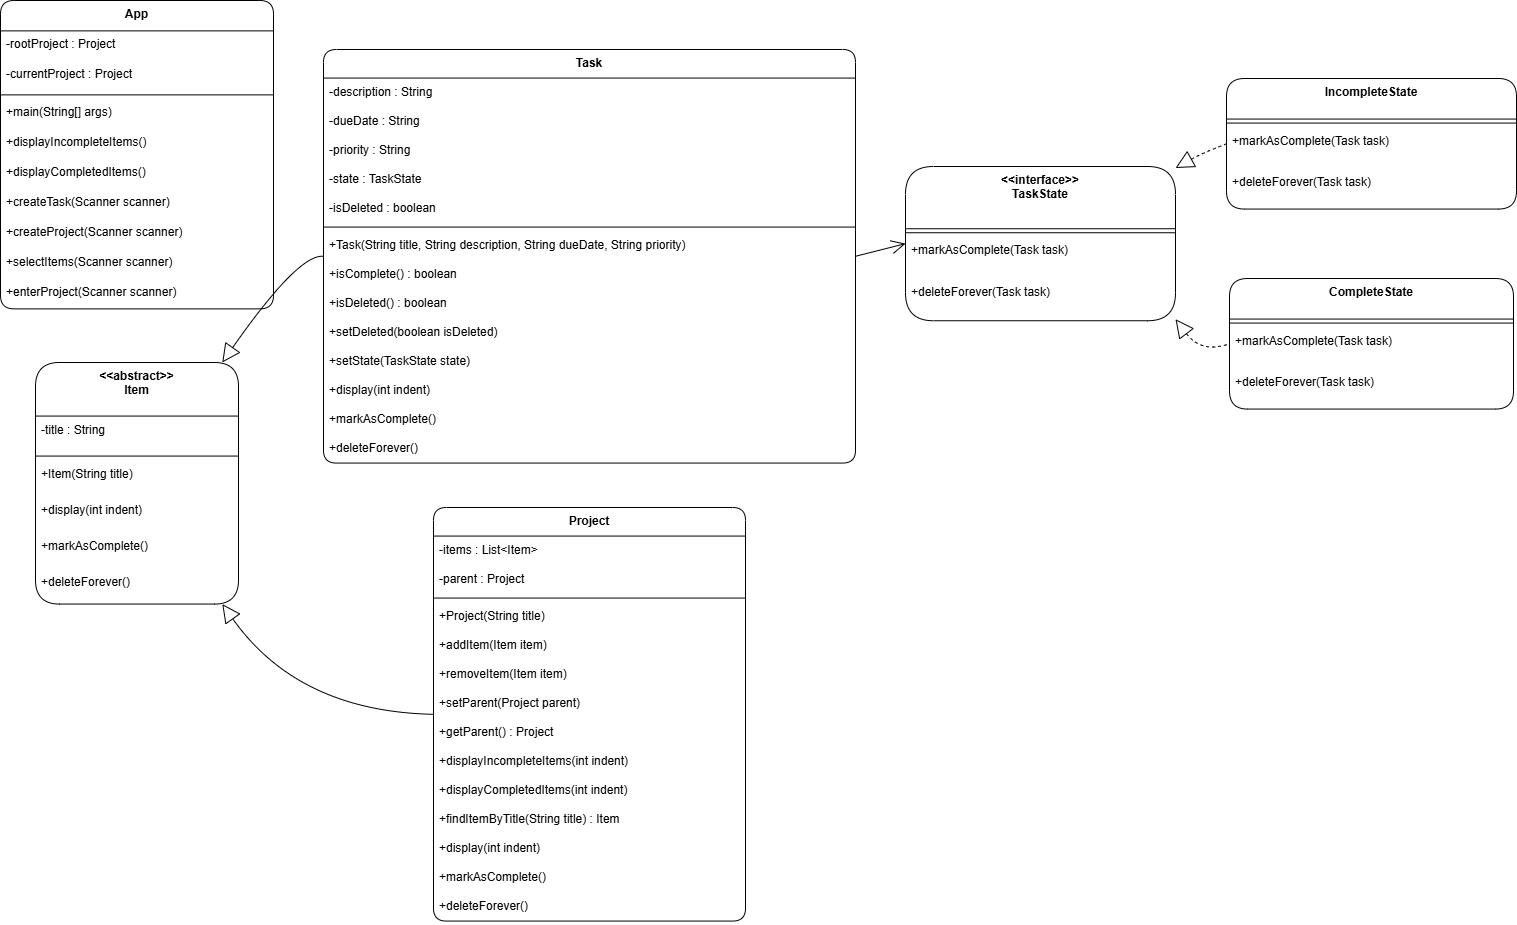 App
-rootProject : Project
-currentProject : Project
+main(String[] args)
+displayIncompleteItems()
+displayCompletedItems()
+createTask(Scanner scanner)
+createProject(Scanner scanner)
+selectItems(Scanner scanner)
+enterProject(Scanner scanner)
Task
-description : String
-dueDate : String
-priority : String
-state : TaskState
-isDeleted : boolean
+Task(String title, String description, String dueDate, String priority)
+isComplete() : boolean
+isDeleted() : boolean
+setDeleted(boolean isDeleted)
+setState(TaskState state)
+display(int indent)
+markAsComplete()
+deleteForever()
<<interface>>
TaskState
+markAsComplete(Task task)
+deleteForever(Task task)
IncompleteState
+markAsComplete(Task task)
+deleteForever(Task task)
CompleteState
+markAsComplete(Task task)
+deleteForever(Task task)
<<abstract>>
Item
-title : String
+Item(String title)
+display(int indent)
+markAsComplete()
+deleteForever()
Project
-items : List<Item>
-parent : Project
+Project(String title)
+addItem(Item item)
+removeItem(Item item)
+setParent(Project parent)
+getParent() : Project
+displayIncompleteItems(int indent)
+displayCompletedItems(int indent)
+findItemByTitle(String title) : Item
+display(int indent)
+markAsComplete()
+deleteForever()